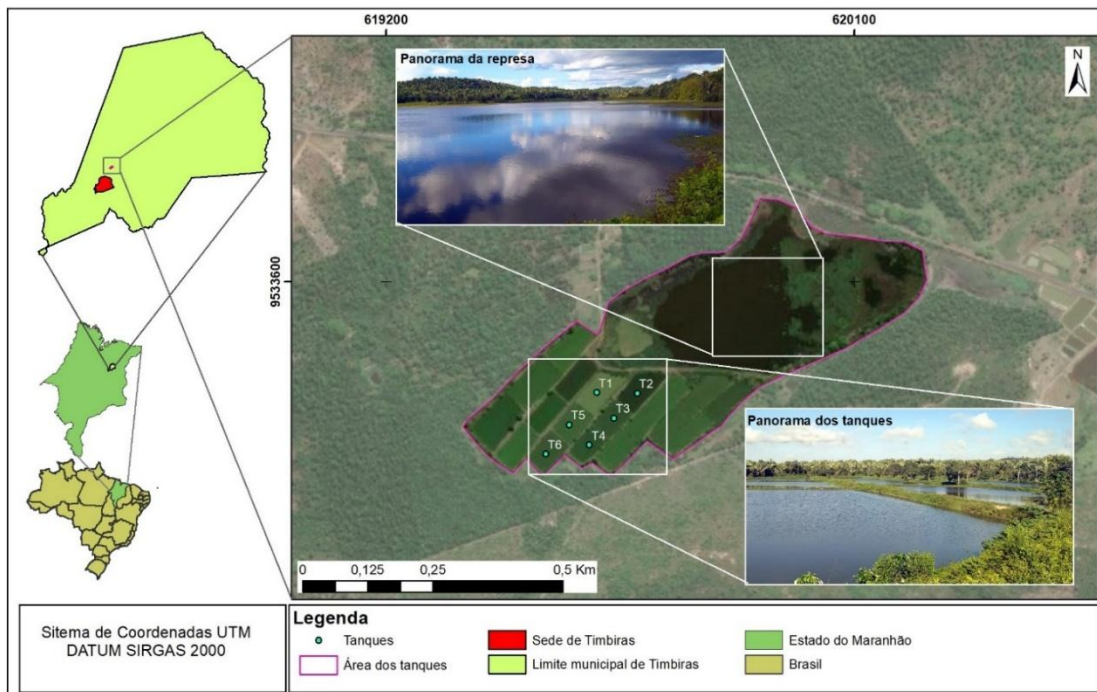 619200
620100
N
9533600
Panorama da represa
T1
T2
T3
T5
T4
T6
Panorama dos tanques
0 0,125 0,25 0,5 Km
Sitema de Coordenadas UTM
DATUM SIRGAS 2000
Legenda
Tanques
Área dos tanques
Sede de Timbiras
Limite municipal de Timbiras
Estado do Maranhão
Brasil